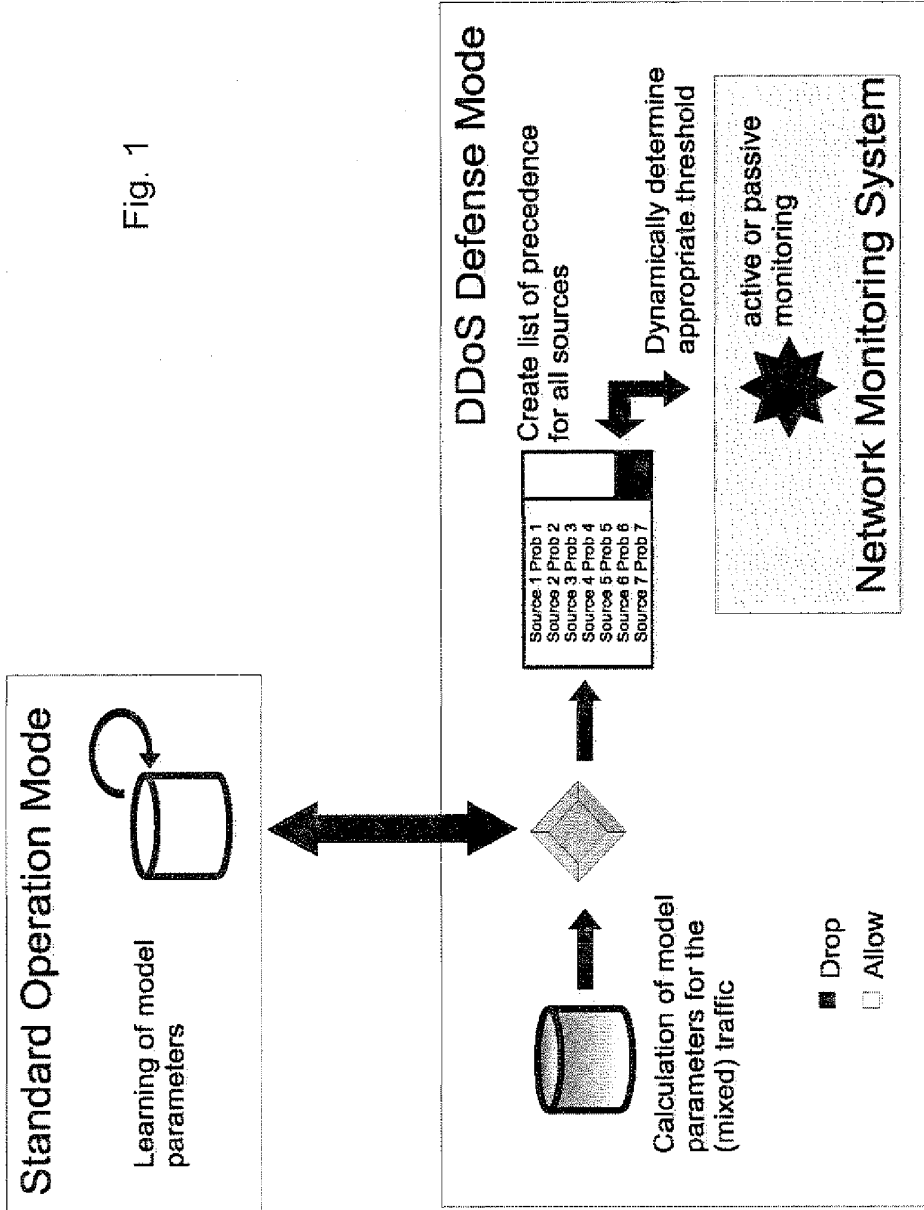 Fig. 1
Standard Operation Mode
Learning of model
parameters
DDoS Defense Mode
Calculation of model
parameters for the
(mixed) traffic
Source 1 Prob 1
Source 2 Prob 2
Source 3 Prob 3
Source 4 Prob 4
Source 5 Prob 5
Source 6 Prob 6
Source 7 Prob 7
Create list of precedence
for all sources
Dynamically determine
appropriate threshold
active or passive
monitoring
Network Monitoring System
Drop
Allow